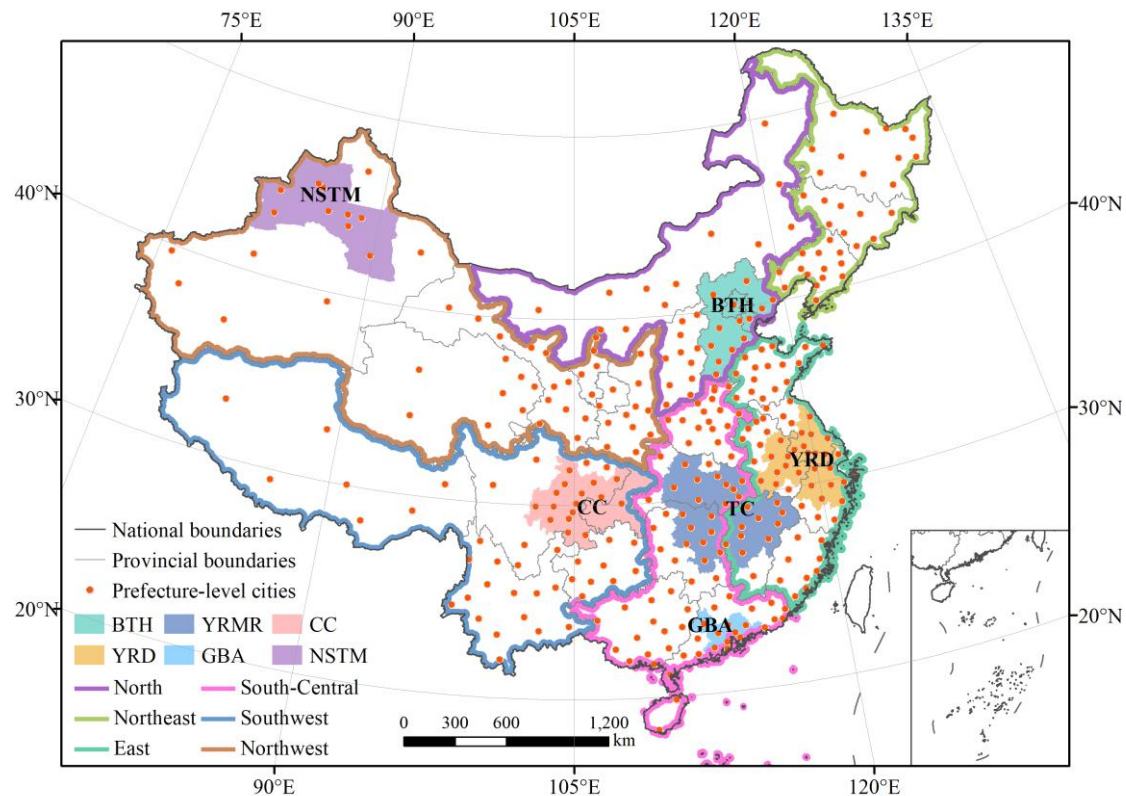 75°E 90°E 105°E 120°E 135°E
40°N 40°N
30°N 30°N
20°N 20°N
NSTM
BTH
YRD
CC
TC
GBA
National boundaries
Provincial boundaries
Prefecture-level cities
BTH YRMR CC
YRD GBA NSTM
North South-Central
Northeast Southwest
East Northwest
0 300 600 1,200
km
90°E 105°E 120°E